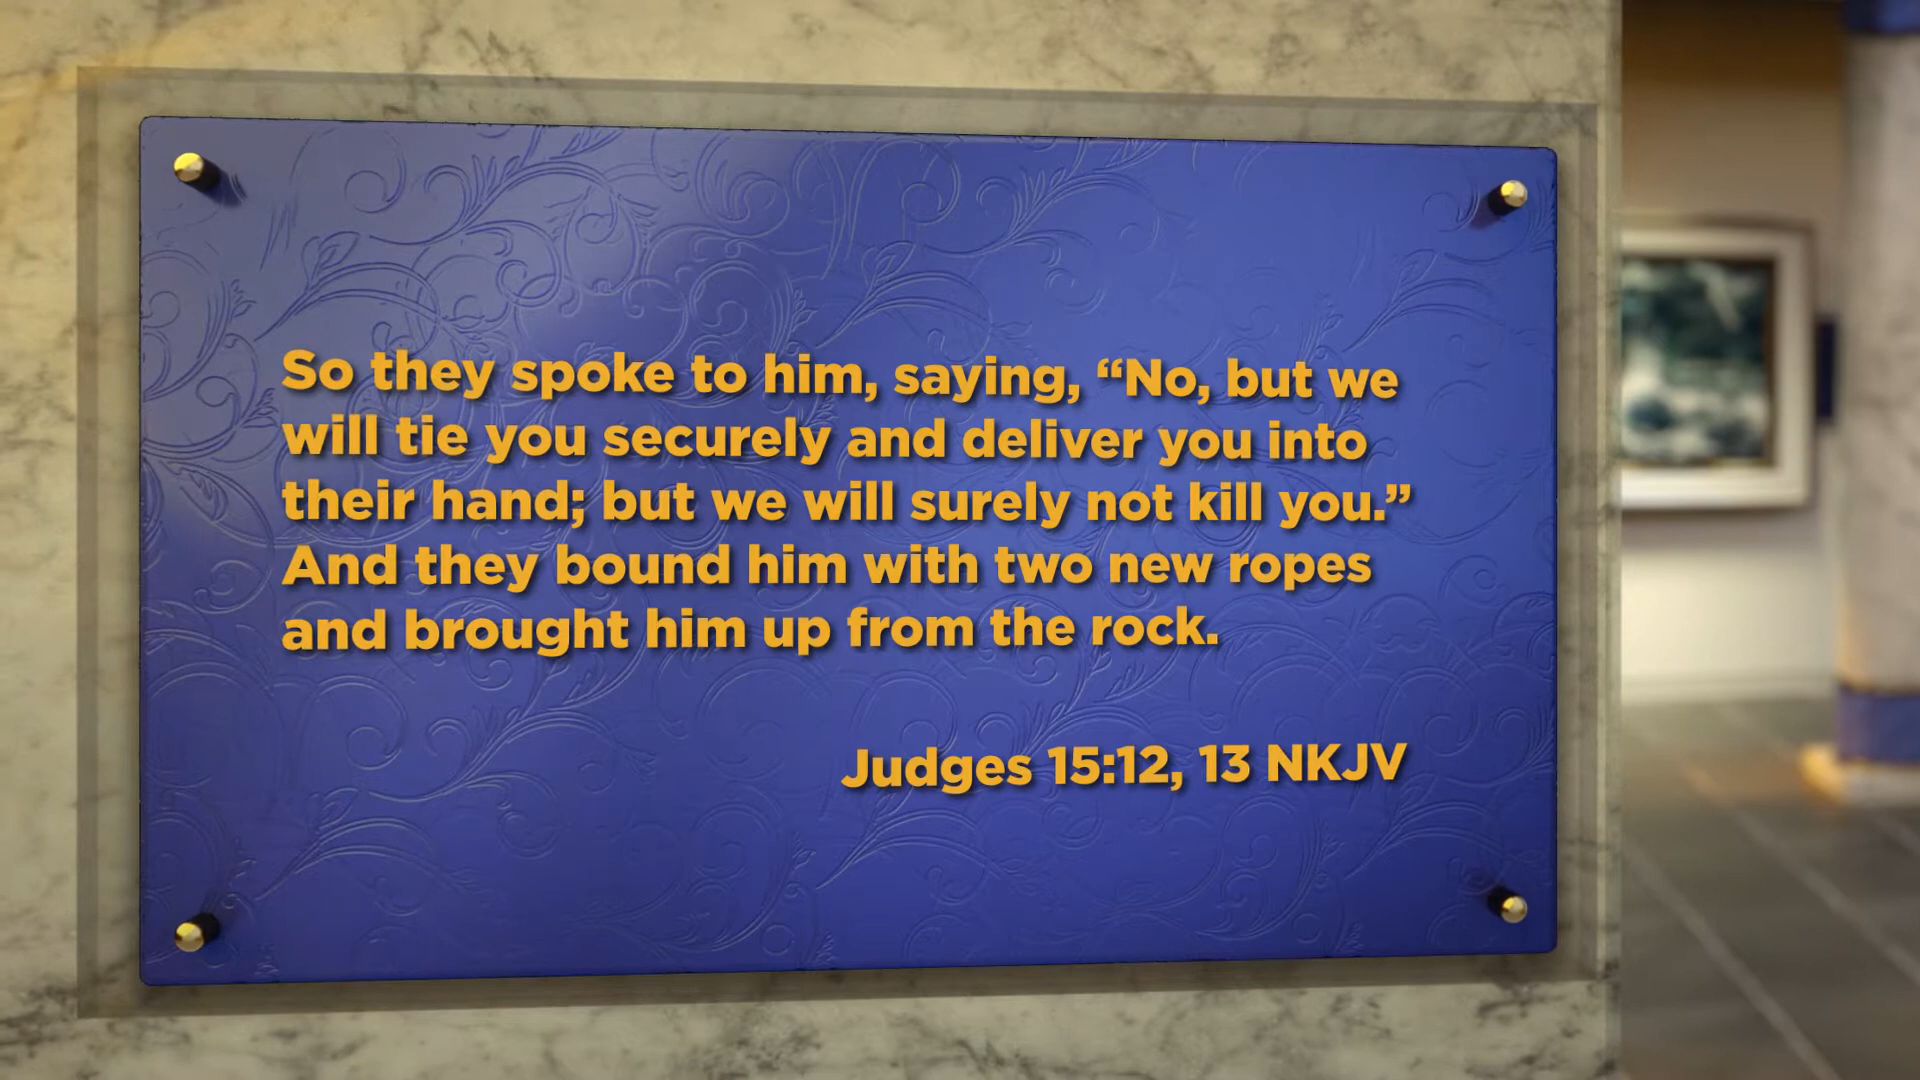 So they spoke to him, saying, “No, but we
will tie you securely and deliver you into
their hand; but we will surely not kill you.”
And they bound him with two new ropes
and brought him up from the rock.
Judges 15:12, 13 NKJV